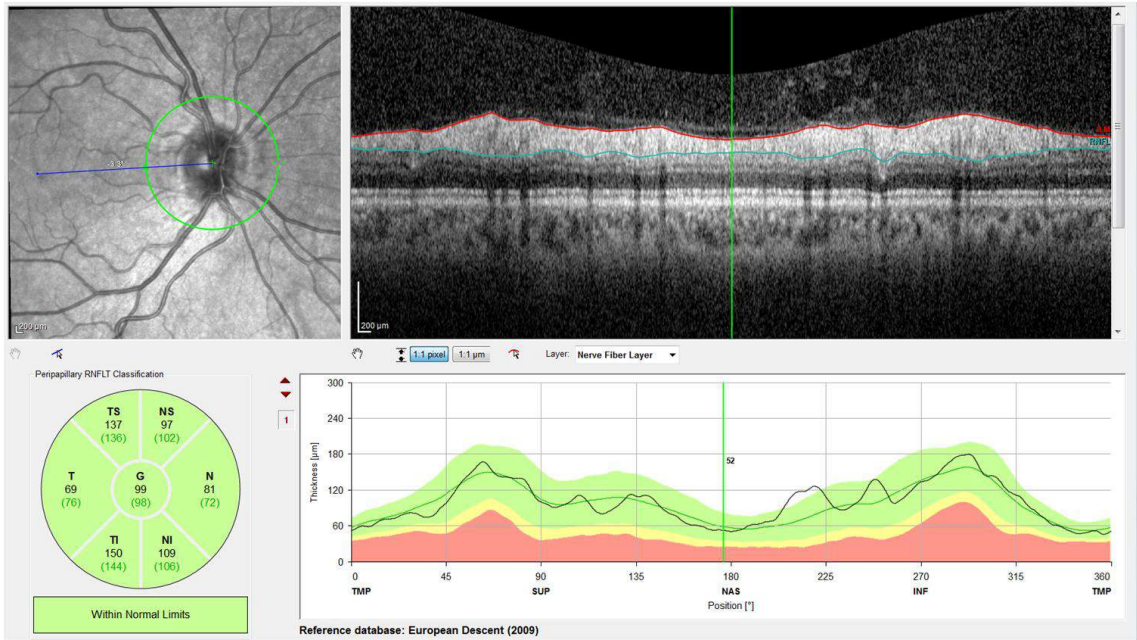 -3.3°
200 µm
ILM
RNFL
200 µm
1:1 pixel 1:1 µm Layer: Nerve Fiber Layer
Peripapillary RNFLT Classification
TS
137
(136)
NS
97
(102)
T
69
(76)
G
99
(98)
N
81
(72)
TI
150
(144)
NI
109
(106)
Within Normal Limits
1
Thickness [µm]
300
240
180
120
60
0
52
0 45 90 135 180 225 270 315 360
TMP SUP NAS INF TMP
Position [°]
Reference database: European Descent (2009)